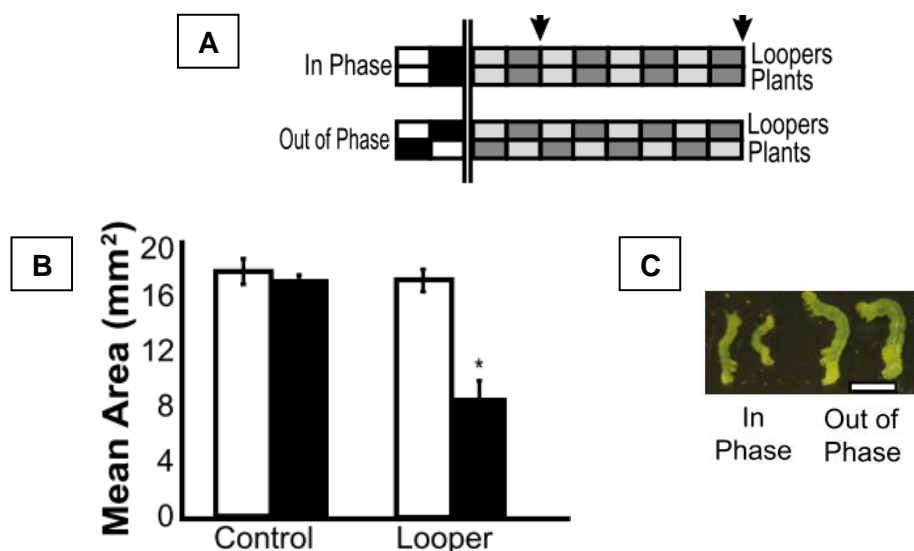 A
In Phase
Loopers
Plants
Out of Phase
Loopers
Plants
B
Mean Area (mm²)
20
16
12
8
4
0
*
Control
Looper
C
In
Phase
Out of
Phase